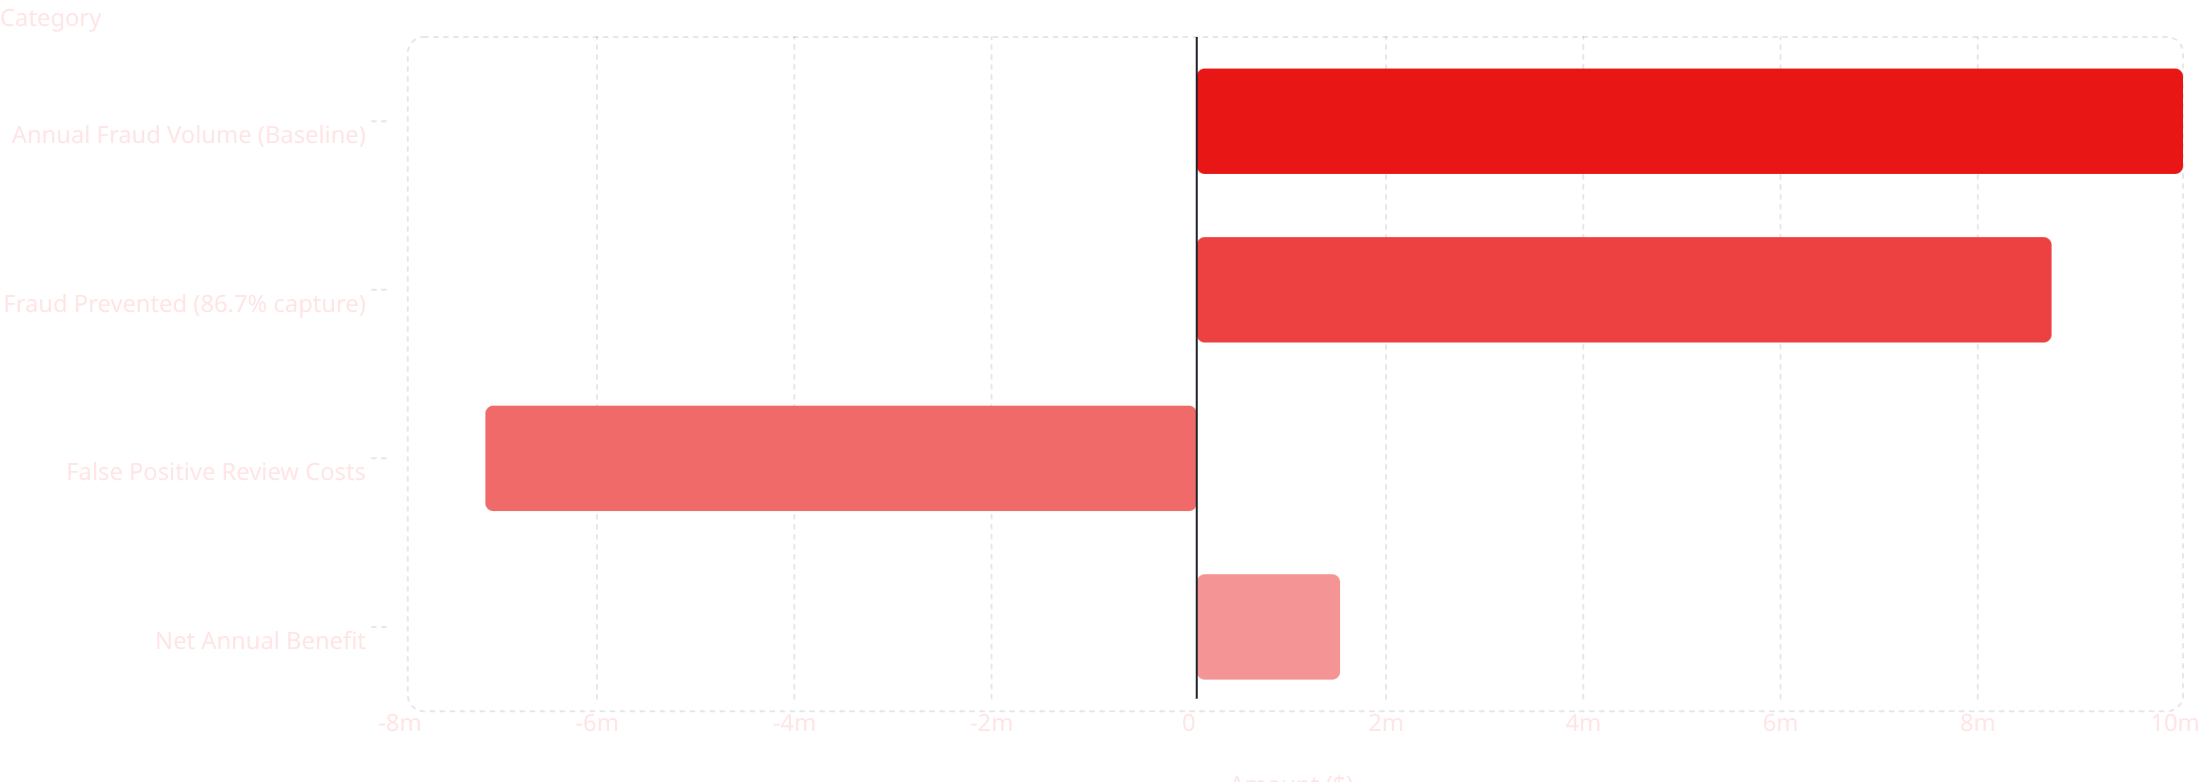 Category
Annual Fraud Volume (Baseline)
Fraud Prevented (86.7% capture)
False Positive Review Costs
Net Annual Benefit
-8m -6m -4m -2m 0 2m 4m 6m 8m 10m
Amount ($)